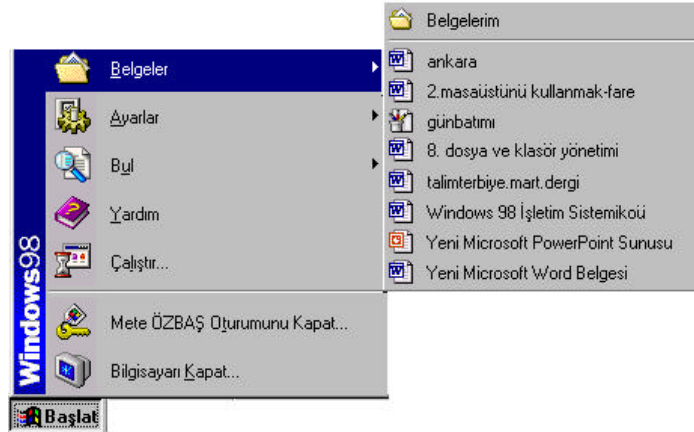 Belgeler
Ayarlar
Bul
Yardım
Çalıştır...
Mete ÖZBAŞ Oturumunu Kapat...
Bilgisayarı Kapat...
Windows98
Başlat
Belgelerim
ankara
2.masaüstünü kullanmak-fare
günbatımı
8. dosya ve klasör yönetimi
talimterbiye.mart.dergi
Windows 98 İşletim Sistemikoü
Yeni Microsoft PowerPoint Sunusu
Yeni Microsoft Word Belgesi